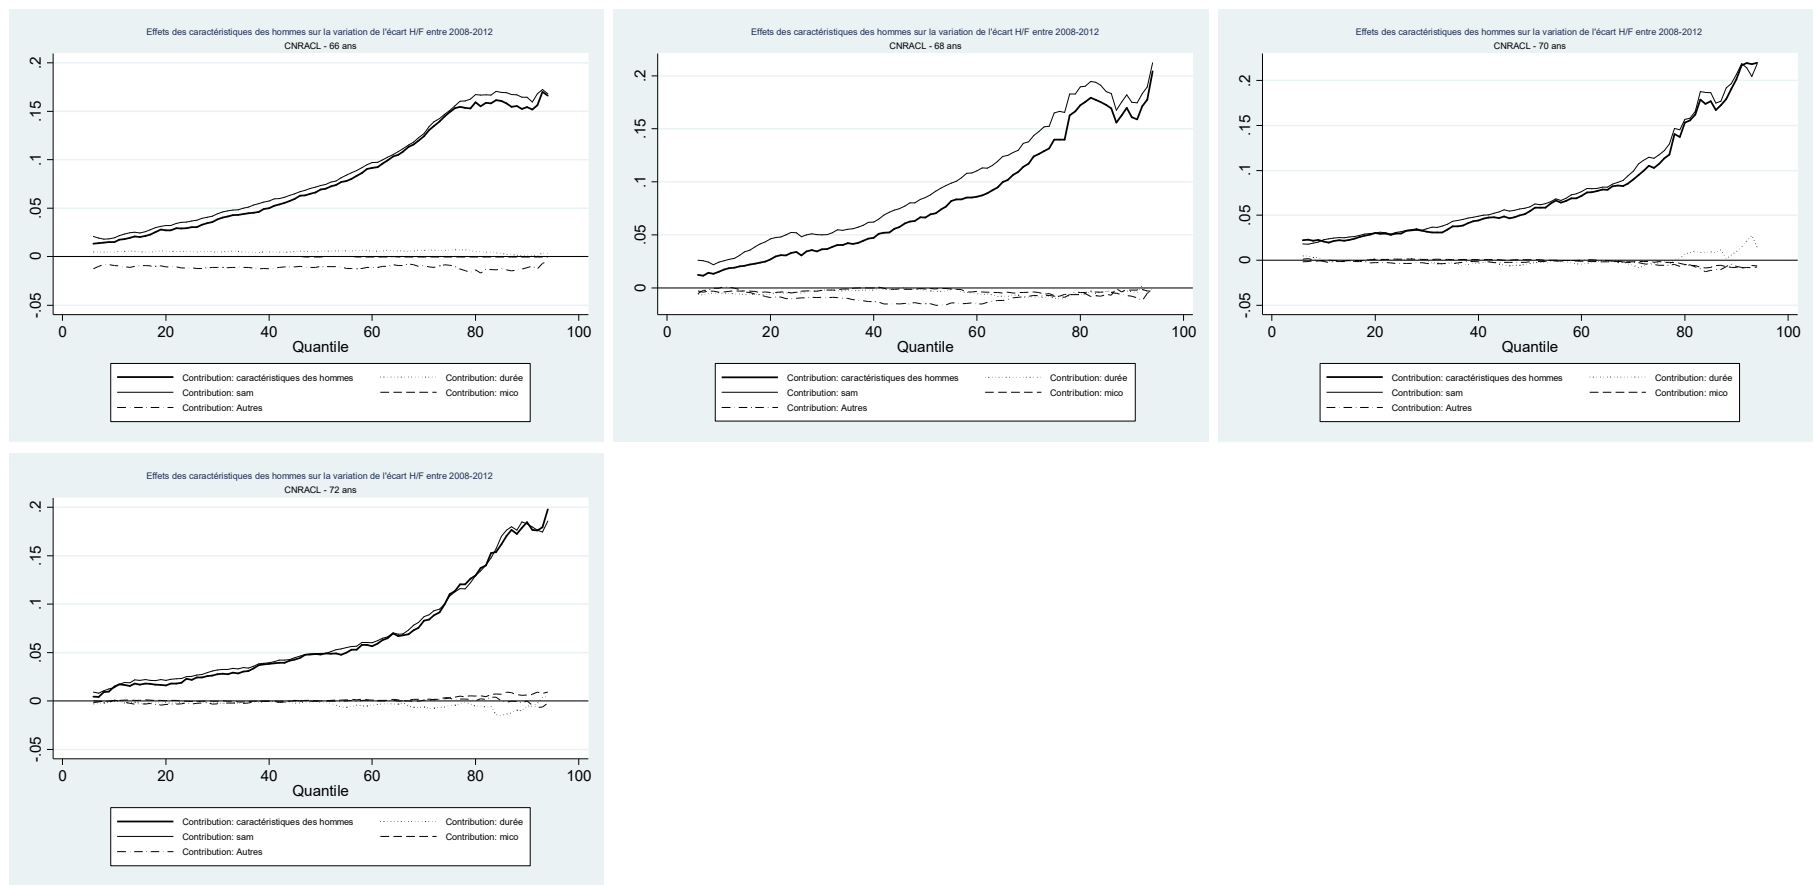 Effets des caractéristiques des hommes sur la variation de l'écart H/F entre 2008-2012
CNRACL - 66 ans
.2
.15
.1
.05
0
-.05
0 20 40 60 80 100
Quantile
Contribution: caractéristiques des hommes Contribution: durée
Contribution: sam Contribution: mico
Contribution: Autres
Effets des caractéristiques des hommes sur la variation de l'écart H/F entre 2008-2012
CNRACL - 68 ans
.2
.15
.1
.05
0
0 20 40 60 80 100
Quantile
Contribution: caractéristiques des hommes Contribution: durée
Contribution: sam Contribution: mico
Contribution: Autres
Effets des caractéristiques des hommes sur la variation de l'écart H/F entre 2008-2012
CNRACL - 70 ans
.2
.15
.1
.05
0
-.05
0 20 40 60 80 100
Quantile
Contribution: caractéristiques des hommes Contribution: durée
Contribution: sam Contribution: mico
Contribution: Autres
Effets des caractéristiques des hommes sur la variation de l'écart H/F entre 2008-2012
CNRACL - 72 ans
.2
.15
.1
.05
0
-.05
0 20 40 60 80 100
Quantile
Contribution: caractéristiques des hommes Contribution: durée
Contribution: sam Contribution: mico
Contribution: Autres